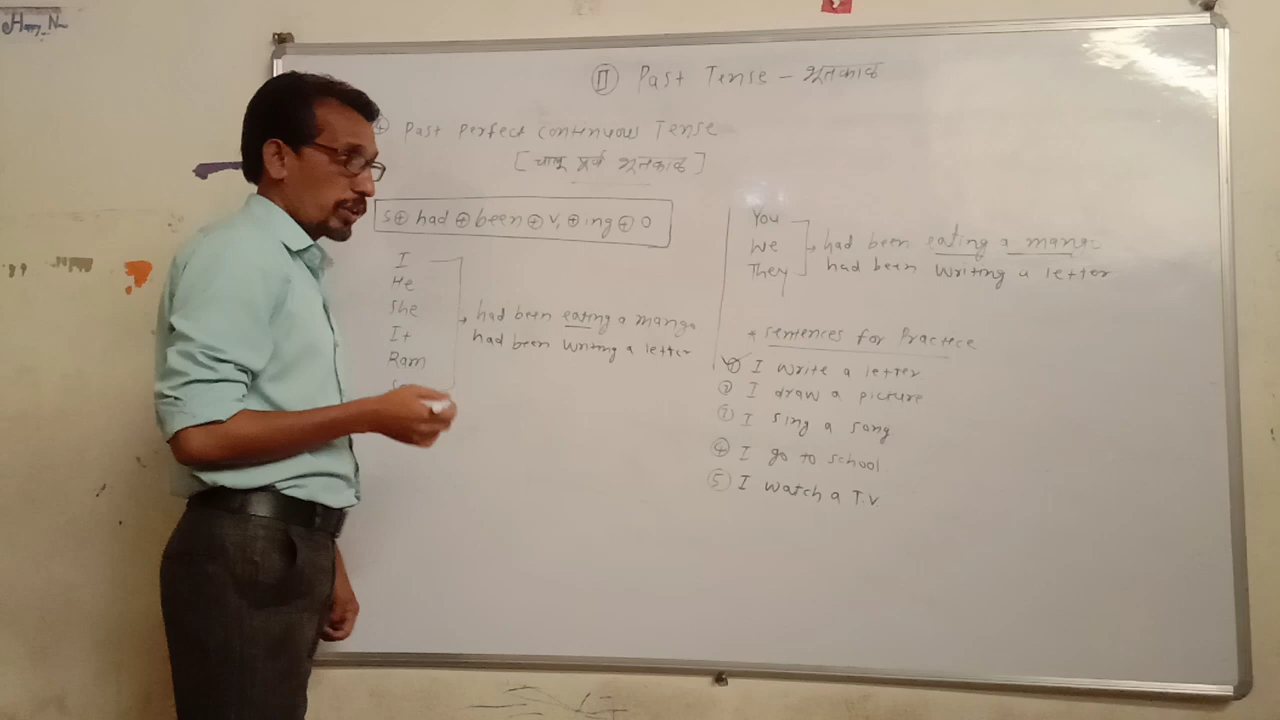 II Past Tense - भूतकाळ
4 Past Perfect Continuous Tense
[चालू पूर्ण भूतकाळ]
S + had + been + V₁ + ing + O
I
He
She
It
Ram
had been eating a mango
had been writing a letter
You
We
They
had been eating a mango
had been writing a letter
* Sentences for Practice
1 I write a letter
2 I draw a picture
3 I sing a song
4 I go to school.
5 I watch a T.V.